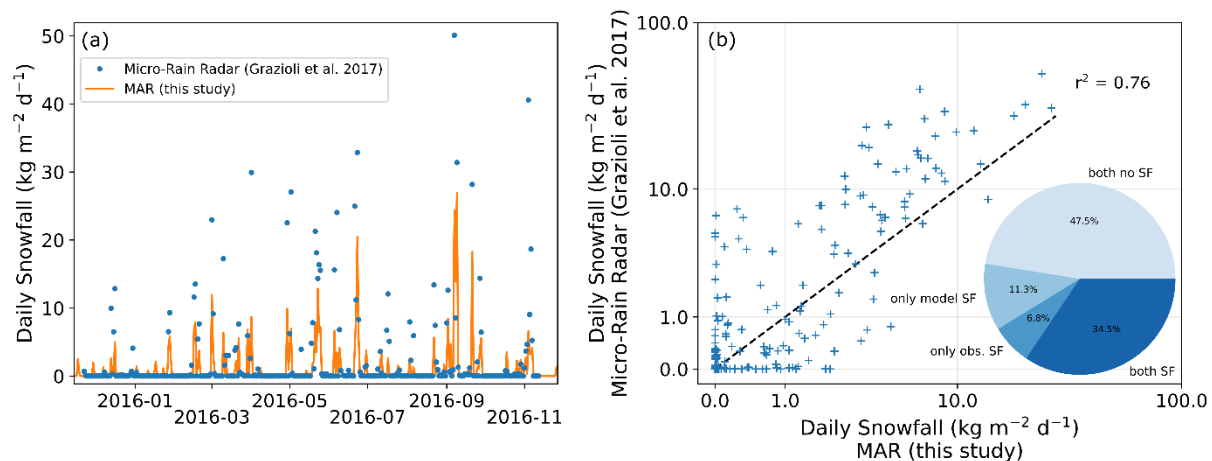 (a)
Daily Snowfall (kg m⁻² d⁻¹)
50
40
30
20
10
0
Micro-Rain Radar (Grazioli et al. 2017)
MAR (this study)
2016-01
2016-03
2016-05
2016-07
2016-09
2016-11
(b)
Daily Snowfall (kg m⁻² d⁻¹)
Micro-Rain Radar (Grazioli et al. 2017)
100.0
10.0
1.0
0.0
r² = 0.76
both no SF
47.5%
only model SF
11.3%
only obs. SF
6.8%
both SF
34.5%
0.0
1.0
10.0
100.0
Daily Snowfall (kg m⁻² d⁻¹)
MAR (this study)